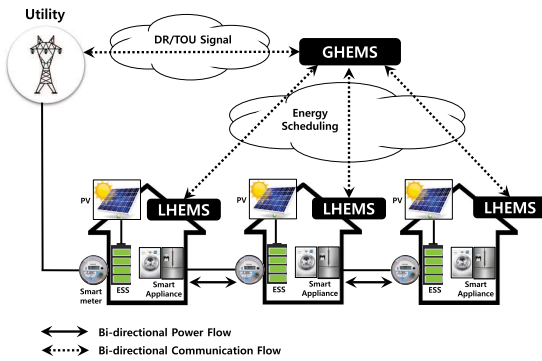 Utility
DR/TOU Signal
GHEMS
Energy
Scheduling
PV
LHEMS
PV
LHEMS
PV
LHEMS
Smart
meter
ESS
Smart
Appliance
ESS
Smart
Appliance
ESS
Smart
Appliance
Bi-directional Power Flow
Bi-directional Communication Flow